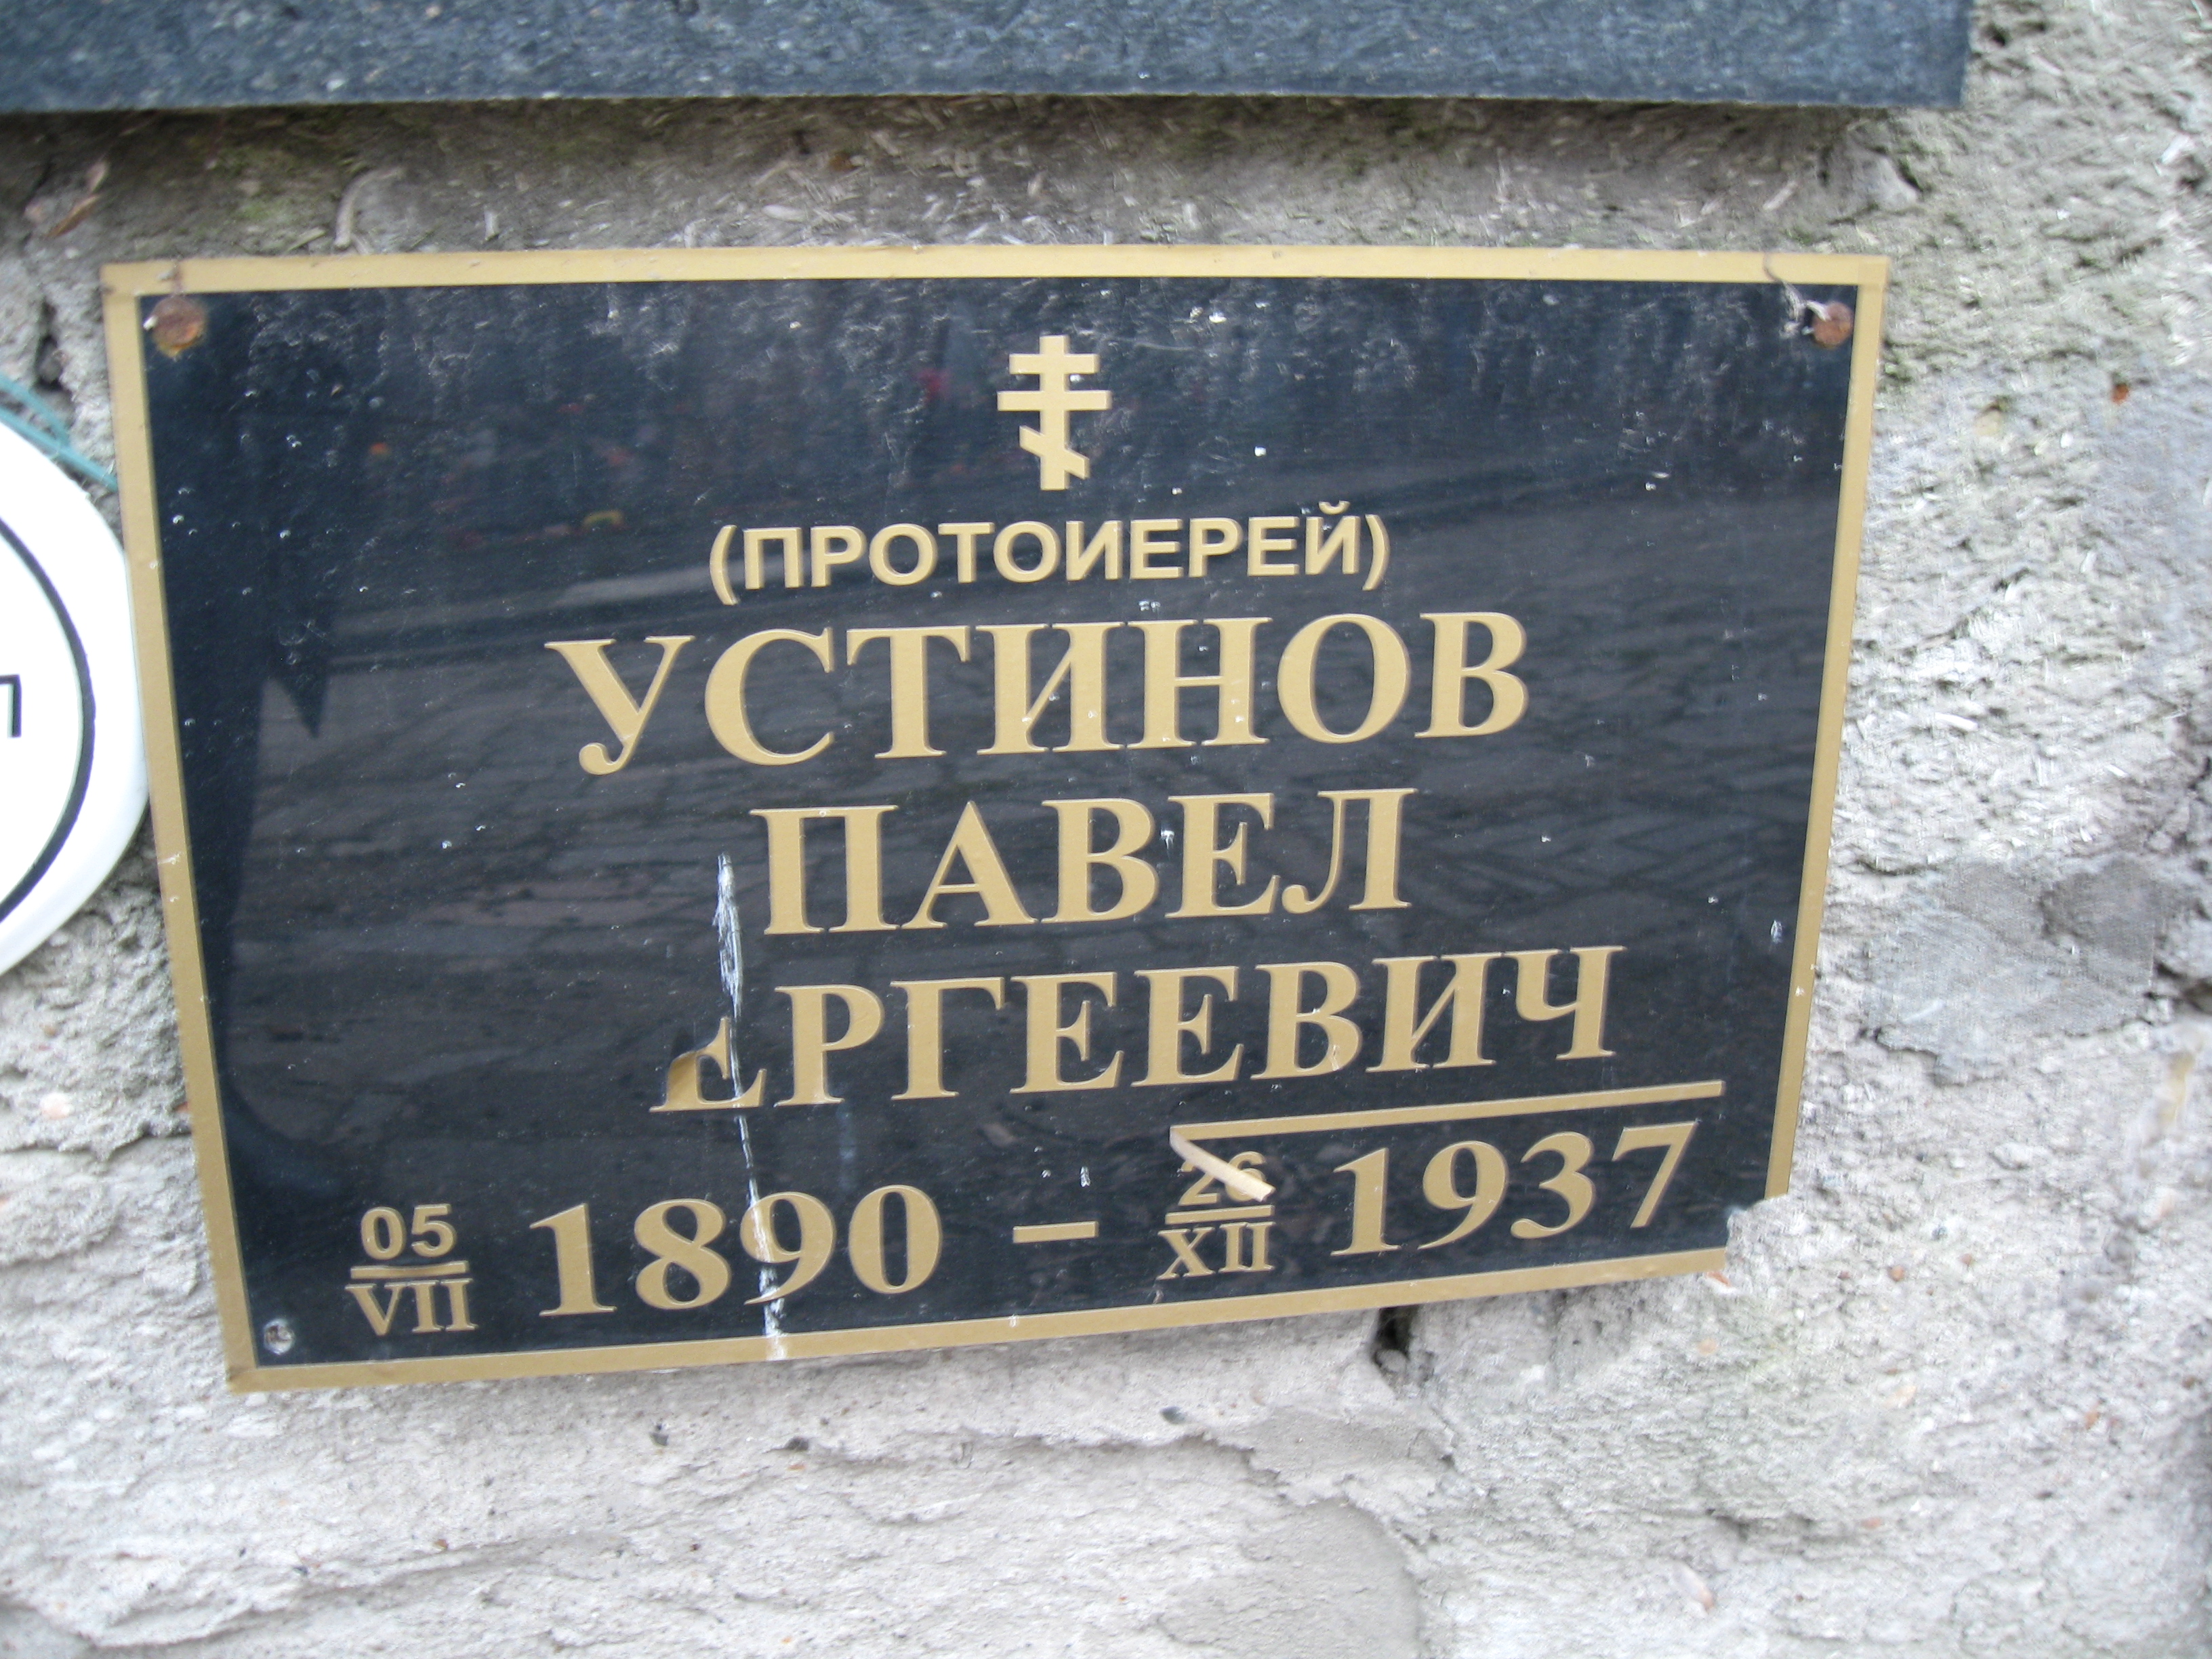 (ПРОТОИЕРЕЙ)
УСТИНОВ
ПАВЕЛ
ЕРГЕЕВИЧ
05/VII 1890 – 26/XII 1937